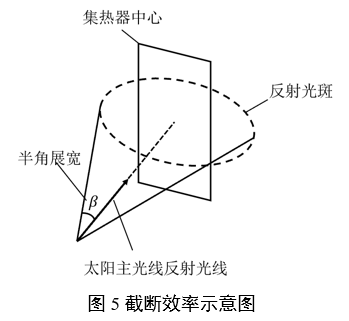 集热器中心
反射光斑
半角展宽
β
太阳主光线反射光线
图 5 截断效率示意图